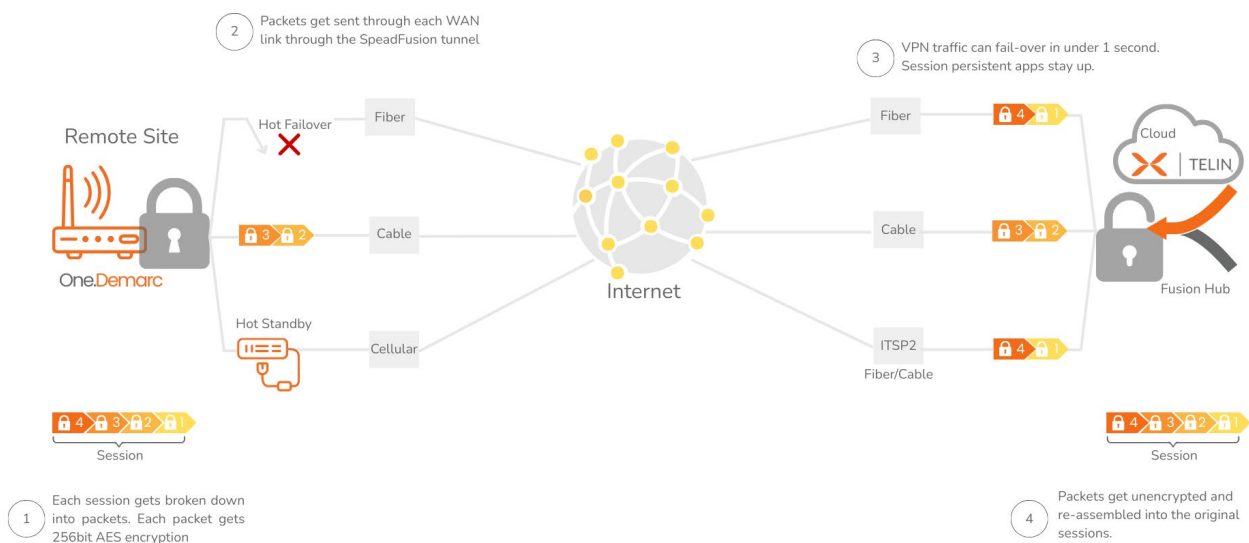 2
Packets get sent through each WAN
link through the SpeadFusion tunnel
3
VPN traffic can fail-over in under 1 second.
Session persistent apps stay up.
Remote Site
Hot Failover
Fiber
Fiber
4 1
Cloud
TELIN
One.Demarc
3 2
Cable
Internet
Cable
3 2
Fusion Hub
Hot Standby
Cellular
ITSP2
Fiber/Cable
4 1
4 3 2 1
Session
4 3 2 1
Session
1
Each session gets broken down
into packets. Each packet gets
256bit AES encryption
4
Packets get unencrypted and
re-assembled into the original
sessions.